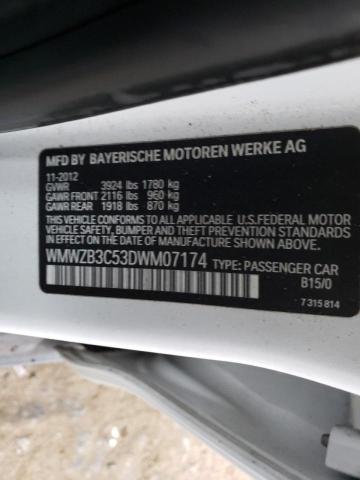 MFD BY BAYERISCHE MOTOREN WERKE AG
11-2012
GVWR 3924 lbs 1780 kg
GAWR FRONT 2116 lbs 960 kg
GAWR REAR 1918 lbs 870 kg
THIS VEHICLE CONFORMS TO ALL APPLICABLE U.S.FEDERAL MOTOR
VEHICLE SAFETY, BUMPER AND THEFT PREVENTION STANDARDS
IN EFFECT ON THE DATE OF MANUFACTURE SHOWN ABOVE.
WMWZB3C53DWM07174 TYPE: PASSENGER CAR
B15/0
7 315 814